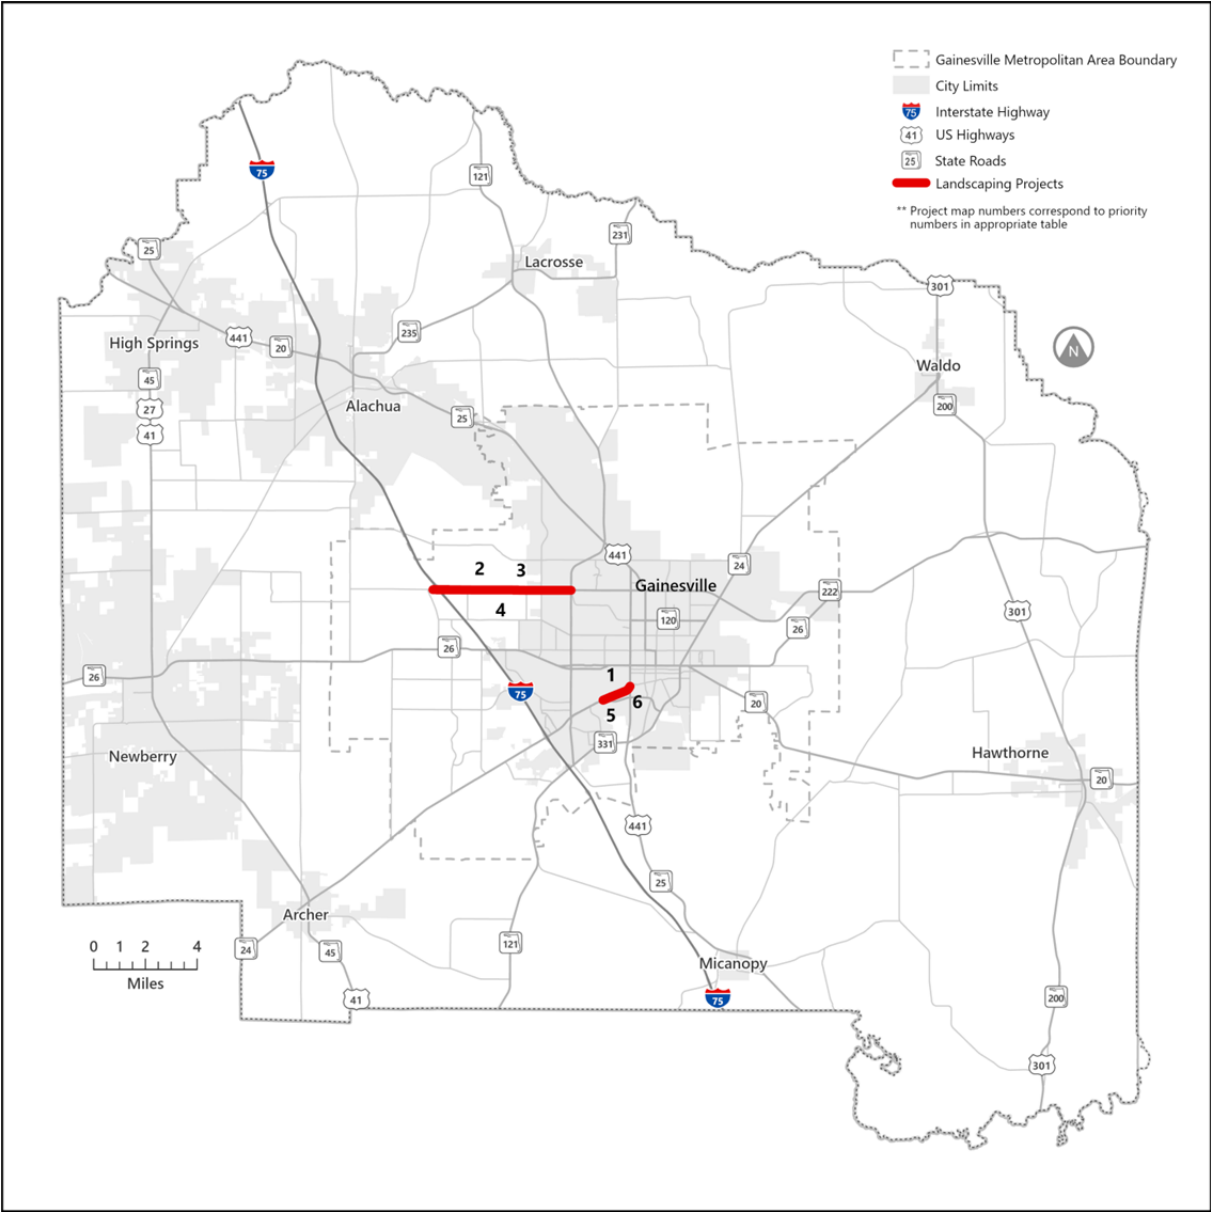 Gainesville Metropolitan Area Boundary
City Limits
75 Interstate Highway
41 US Highways
25 State Roads
Landscaping Projects
** Project map numbers correspond to priority
numbers in appropriate table
75
121
231
25
Lacrosse
301
235
441
20
High Springs
N
Waldo
45
27
41
Alachua
25
200
441
24
2
3
Gainesville
222
4
120
301
26
26
26
1
75
6
20
5
331
Newberry
Hawthorne
20
441
25
Archer
24
45
121
0 1 2 4
Miles
Micanopy
41
75
200
301